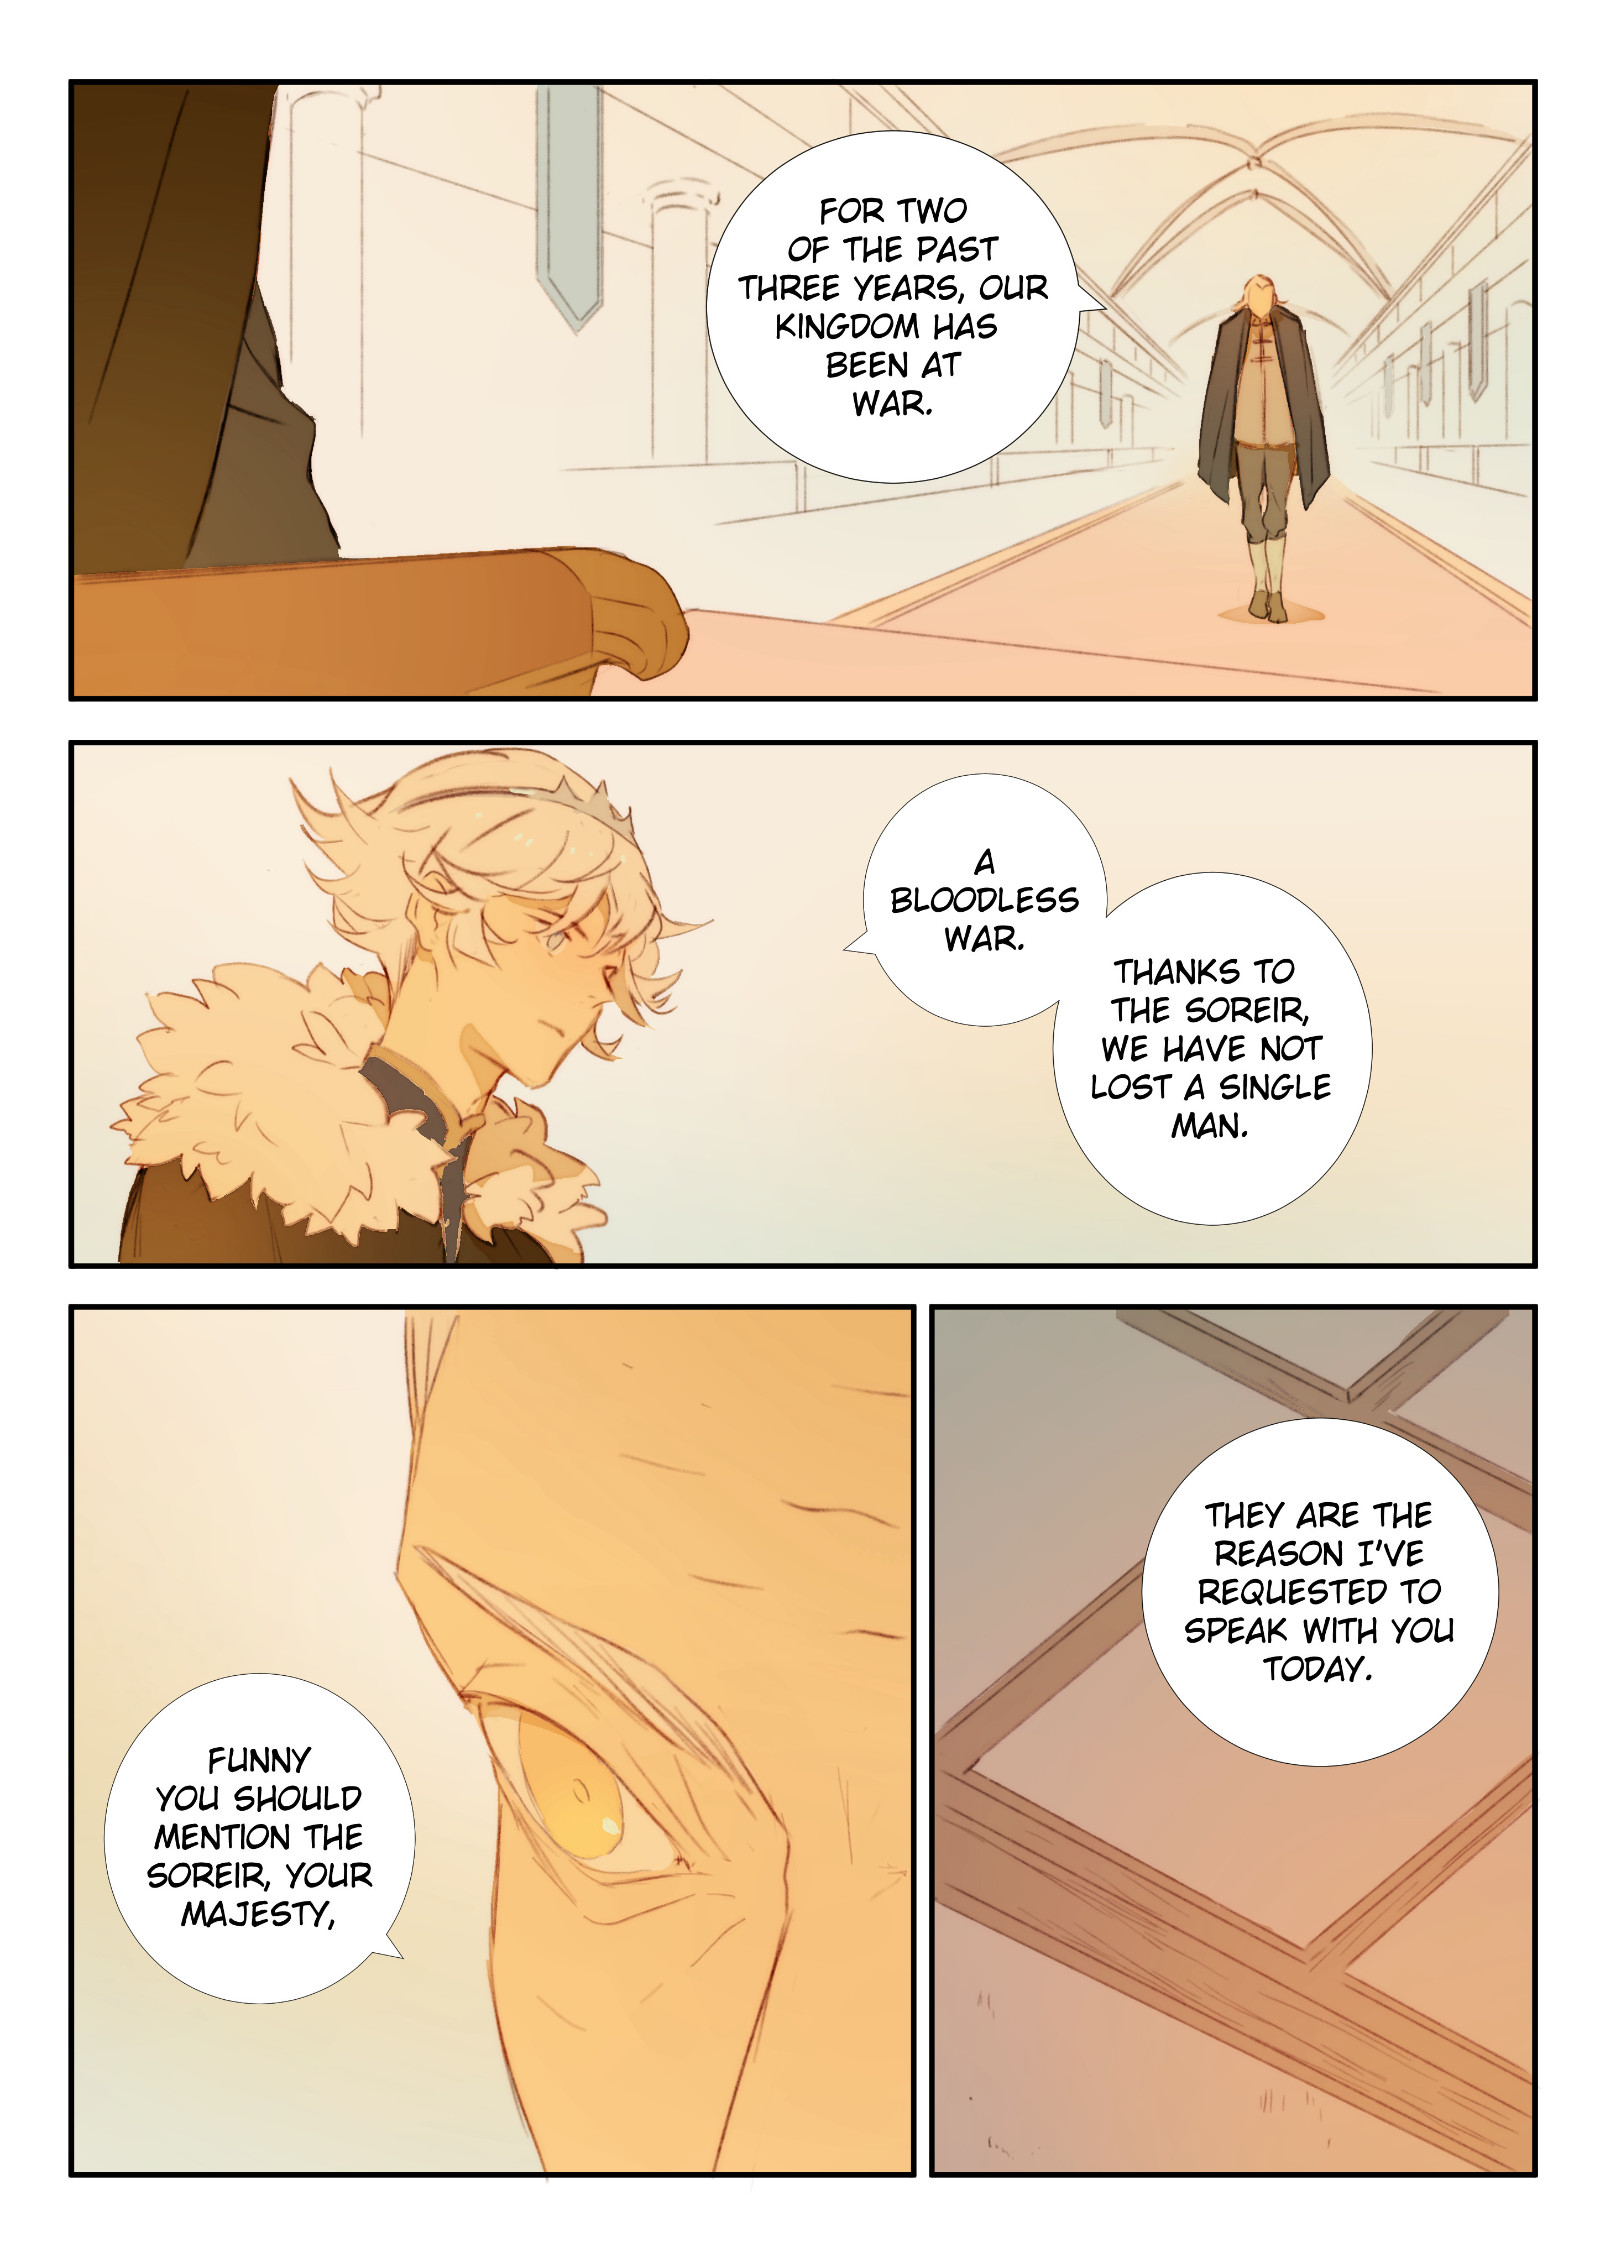 FOR TWO
OF THE PAST
THREE YEARS, OUR
KINGDOM HAS
BEEN AT
WAR.
A
BLOODLESS
WAR.
THANKS TO
THE SOREIR,
WE HAVE NOT
LOST A SINGLE
MAN.
FUNNY
YOU SHOULD
MENTION THE
SOREIR, YOUR
MAJESTY,
THEY ARE THE
REASON I'VE
REQUESTED TO
SPEAK WITH YOU
TODAY.